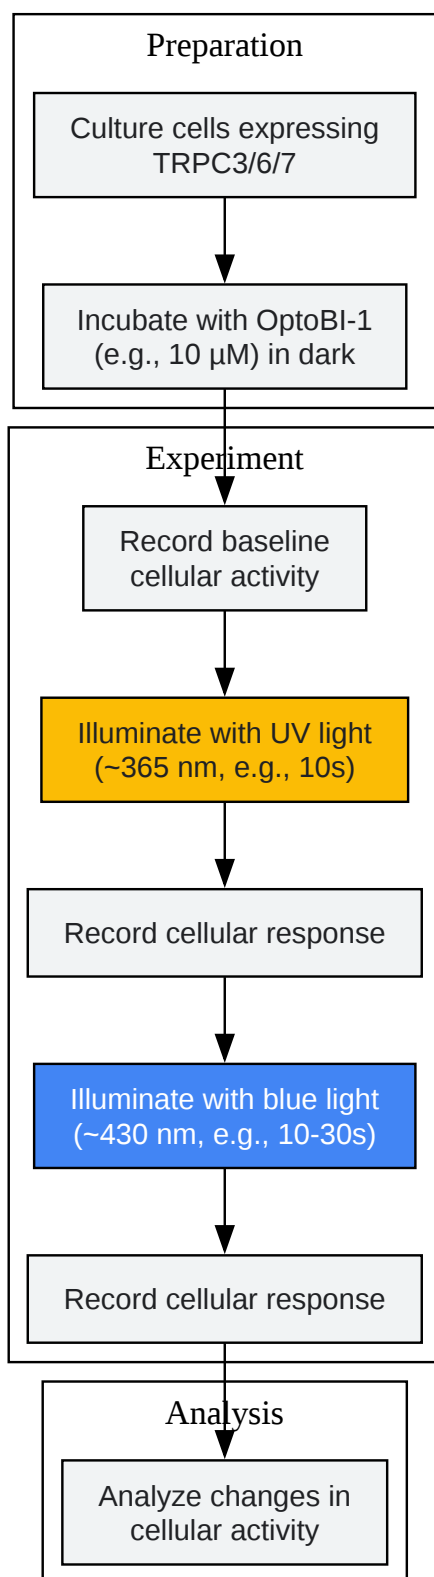 Preparation
Culture cells expressing
TRPC3/6/7
Incubate with OptoBI-1
(e.g., 10 µM) in dark
Experiment
Record baseline
cellular activity
Illuminate with UV light
(~365 nm, e.g., 10s)
Record cellular response
Illuminate with blue light
(~430 nm, e.g., 10-30s)
Record cellular response
Analysis
Analyze changes in
cellular activity